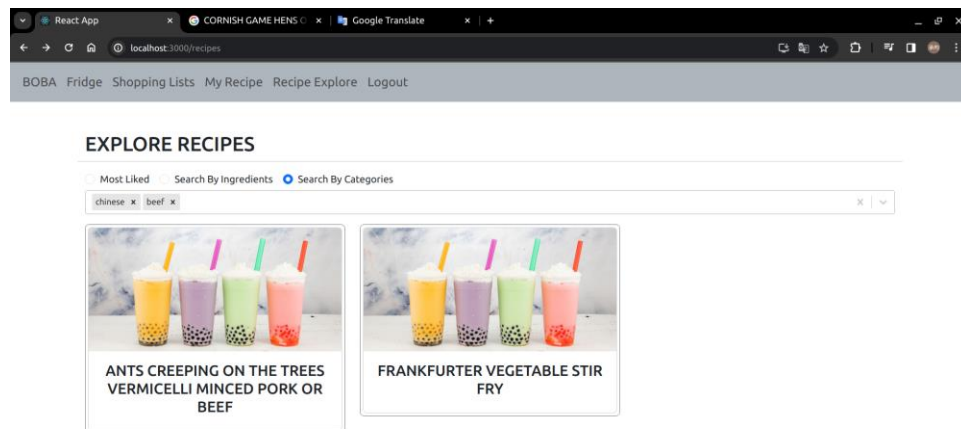 React App
CORNISH GAME HENS O
Google Translate
localhost:3000/recipes
BOBA Fridge Shopping Lists My Recipe Recipe Explore Logout
EXPLORE RECIPES
Most Liked Search By Ingredients Search By Categories
chinese x beef x
ANTS CREEPING ON THE TREES
VERMICELLI MINCED PORK OR
BEEF
FRANKFURTER VEGETABLE STIR
FRY